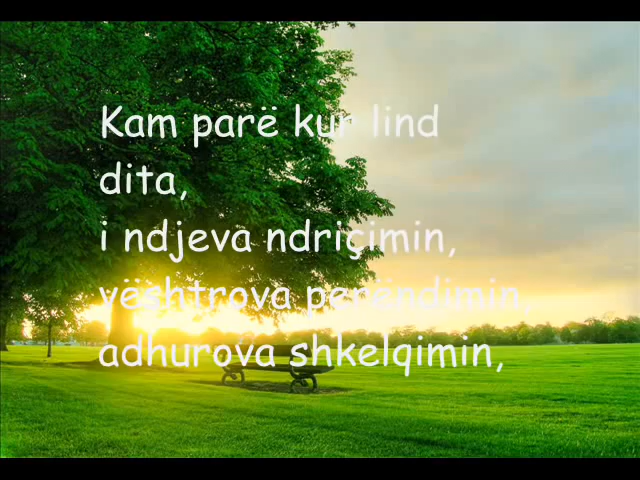 Kam parë kur lind
dita,
i ndjeva ndriçimin,
vështrova perëndimin,
adhurova shkelqimin,